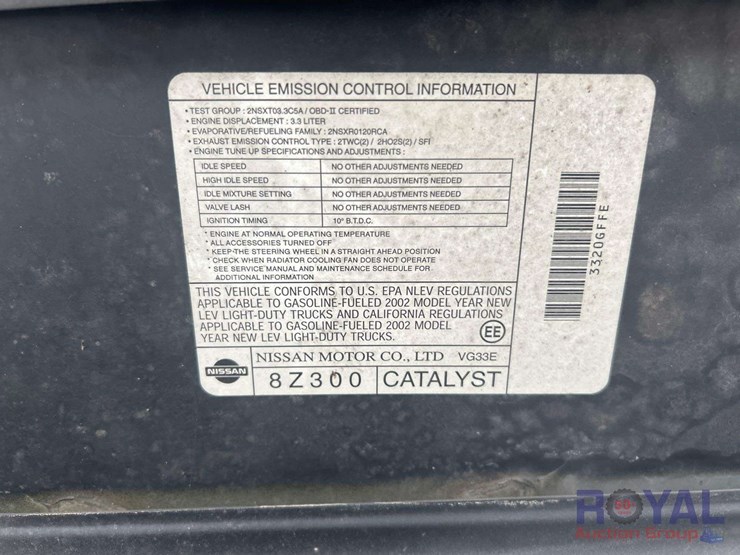 VEHICLE EMISSION CONTROL INFORMATION
• TEST GROUP : 2NSXT03.3C5A / OBD-II CERTIFIED
• ENGINE DISPLACEMENT : 3.3 LITER
• EVAPORATIVE/REFUELING FAMILY : 2NSXR0120RCA
• EXHAUST EMISSION CONTROL TYPE : 2TWC(2) / 2HO2S(2) / SFI
• ENGINE TUNE-UP SPECIFICATIONS AND ADJUSTMENTS :
IDLE SPEED NO OTHER ADJUSTMENTS NEEDED
HIGH IDLE SPEED NO OTHER ADJUSTMENTS NEEDED
IDLE MIXTURE SETTING NO OTHER ADJUSTMENTS NEEDED
VALVE LASH NO OTHER ADJUSTMENTS NEEDED
IGNITION TIMING 10° B.T.D.C.
* ENGINE AT NORMAL OPERATING TEMPERATURE
* ALL ACCESSORIES TURNED OFF
* KEEP THE STEERING WHEEL IN A STRAIGHT AHEAD POSITION
* CHECK WHEN RADIATOR COOLING FAN DOES NOT OPERATE
* SEE SERVICE MANUAL AND MAINTENANCE SCHEDULE FOR
ADDITIONAL INFORMATION
THIS VEHICLE CONFORMS TO U.S. EPA NLEV REGULATIONS
APPLICABLE TO GASOLINE-FUELED 2002 MODEL YEAR NEW
LEV LIGHT-DUTY TRUCKS AND CALIFORNIA REGULATIONS
APPLICABLE TO GASOLINE-FUELED 2002 MODEL
YEAR NEW LEV LIGHT-DUTY TRUCKS.
EE
NISSAN
NISSAN MOTOR CO., LTD VG33E
8Z300 CATALYST
3320GFFE
ROYAL
Auction Group